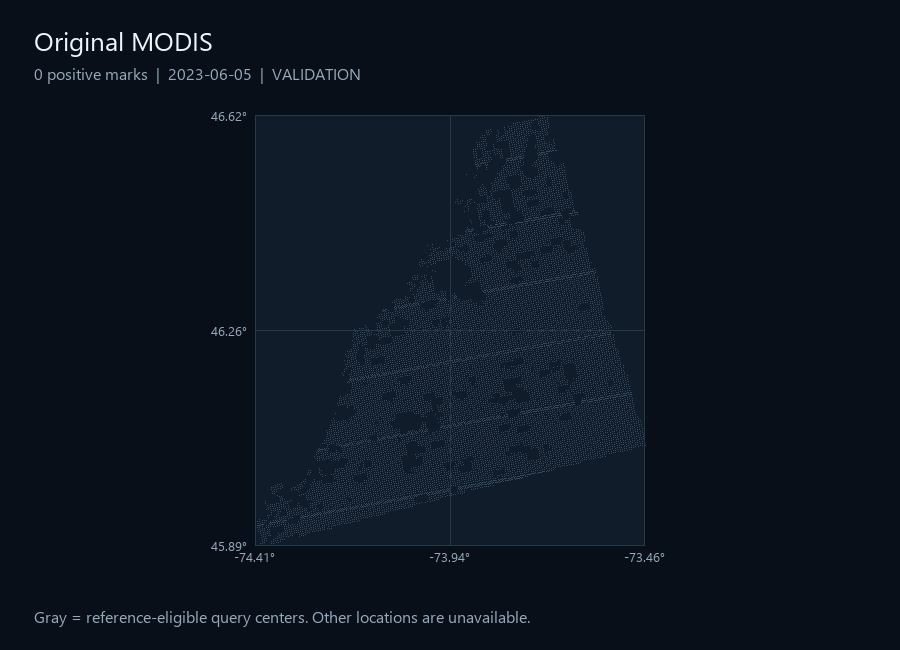 Original MODIS
0 positive marks | 2023-06-05 | VALIDATION
46.62°
46.26°
45.89°
-74.41°
-73.94°
-73.46°
Gray = reference-eligible query centers. Other locations are unavailable.